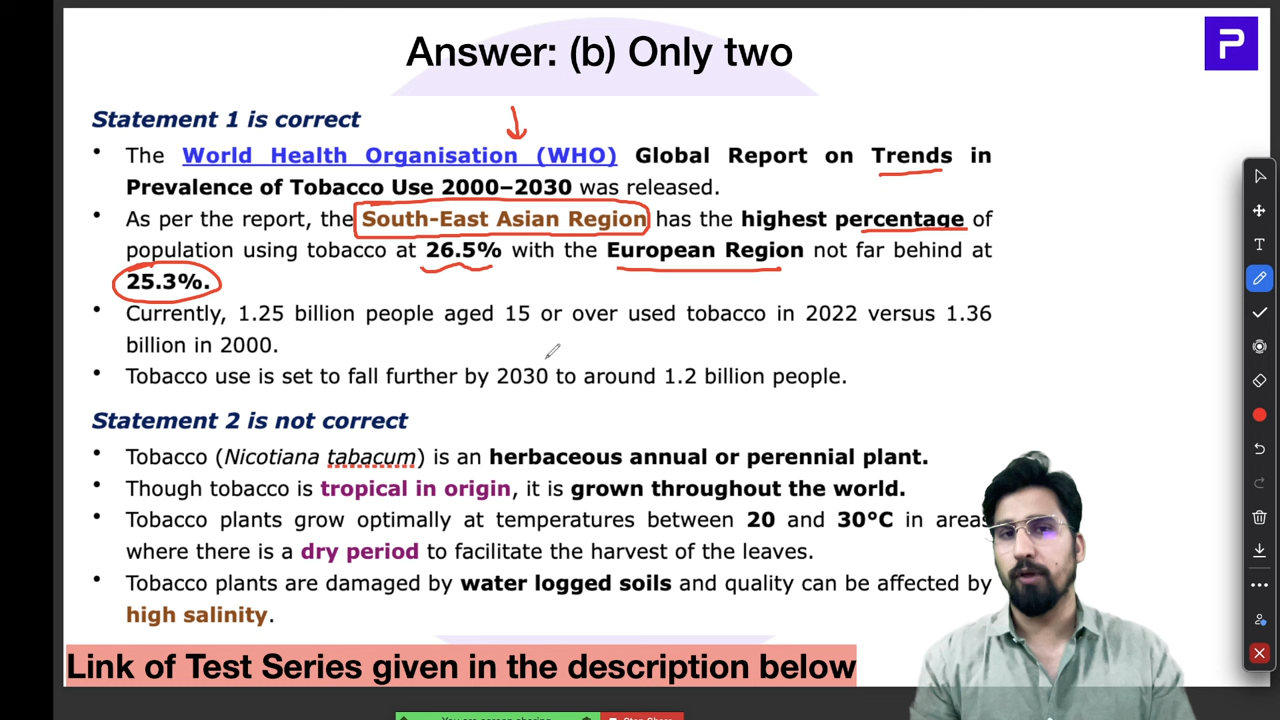 Answer: (b) Only two
P
Statement 1 is correct
• The World Health Organisation (WHO) Global Report on Trends in
Prevalence of Tobacco Use 2000–2030 was released.
• As per the report, the South-East Asian Region has the highest percentage of
population using tobacco at 26.5% with the European Region not far behind at
25.3%.
• Currently, 1.25 billion people aged 15 or over used tobacco in 2022 versus 1.36
billion in 2000.
• Tobacco use is set to fall further by 2030 to around 1.2 billion people.
Statement 2 is not correct
• Tobacco (Nicotiana tabacum) is an herbaceous annual or perennial plant.
• Though tobacco is tropical in origin, it is grown throughout the world.
• Tobacco plants grow optimally at temperatures between 20 and 30°C in areas
where there is a dry period to facilitate the harvest of the leaves.
• Tobacco plants are damaged by water logged soils and quality can be affected by
high salinity.
Link of Test Series given in the description below
You are screen sharing
Stop Share